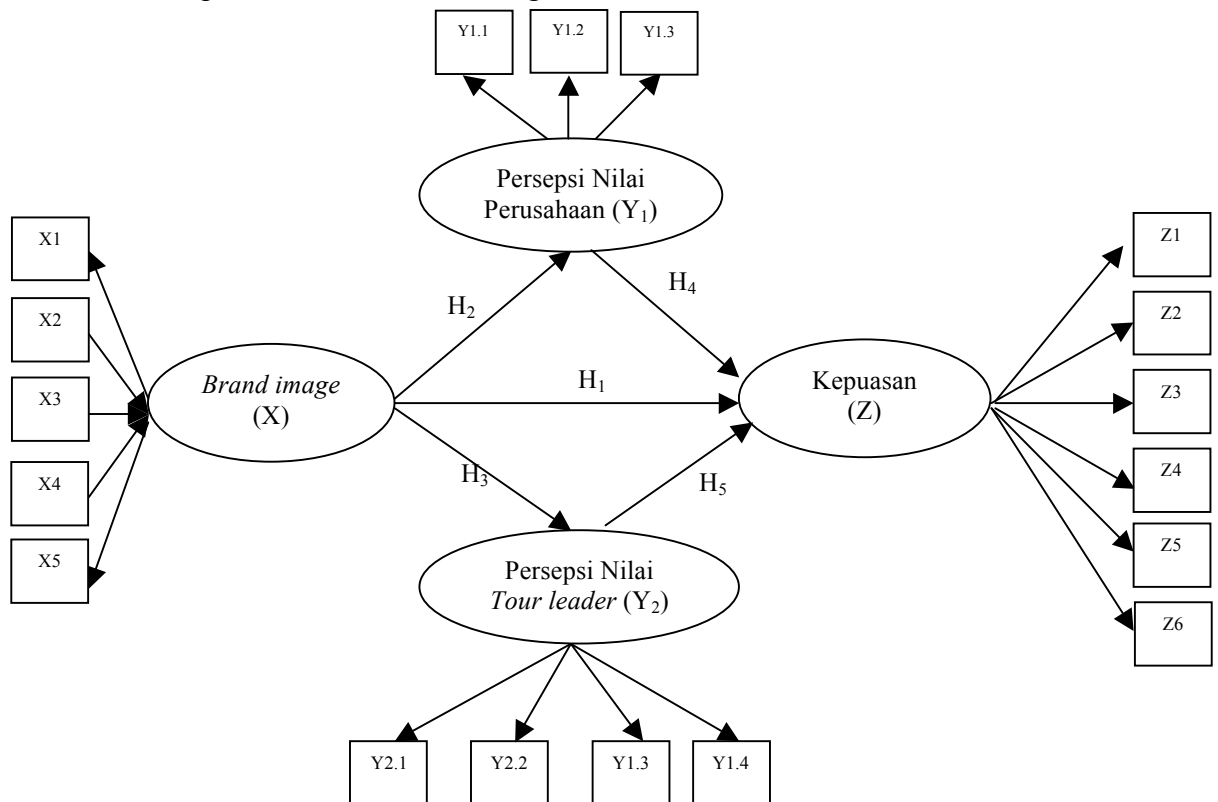 Y1.1
Y1.2
Y1.3
Persepsi Nilai
Perusahaan (Y₁)
X1
X2
X3
X4
X5
Brand image
(X)
H₂
H₄
H₁
H₃
H₅
Kepuasan
(Z)
Z1
Z2
Z3
Z4
Z5
Z6
Persepsi Nilai
Tour leader (Y₂)
Y2.1
Y2.2
Y1.3
Y1.4